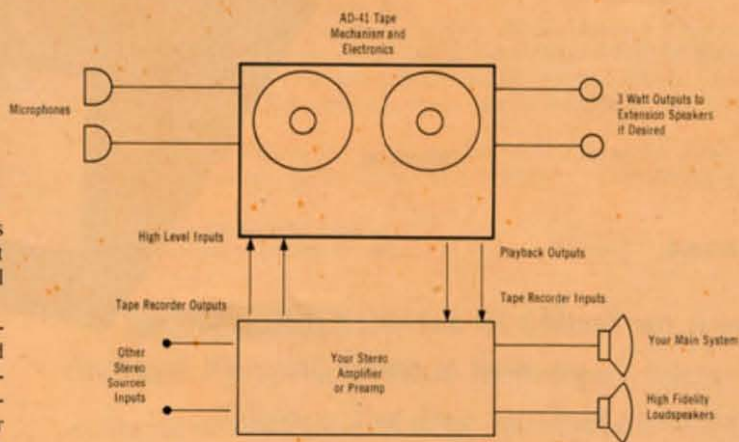 AD-41 Tape
Mechanism and
Electronics
Microphones
3 Watt Outputs to
Extension Speakers
if Desired
High Level Inputs
Playback Outputs
Tape Recorder Outputs
Tape Recorder Inputs
Other
Stereo
Sources
Inputs
Your Stereo
Amplifier
or Preamp
Your Main System
High Fidelity
Loudspeakers